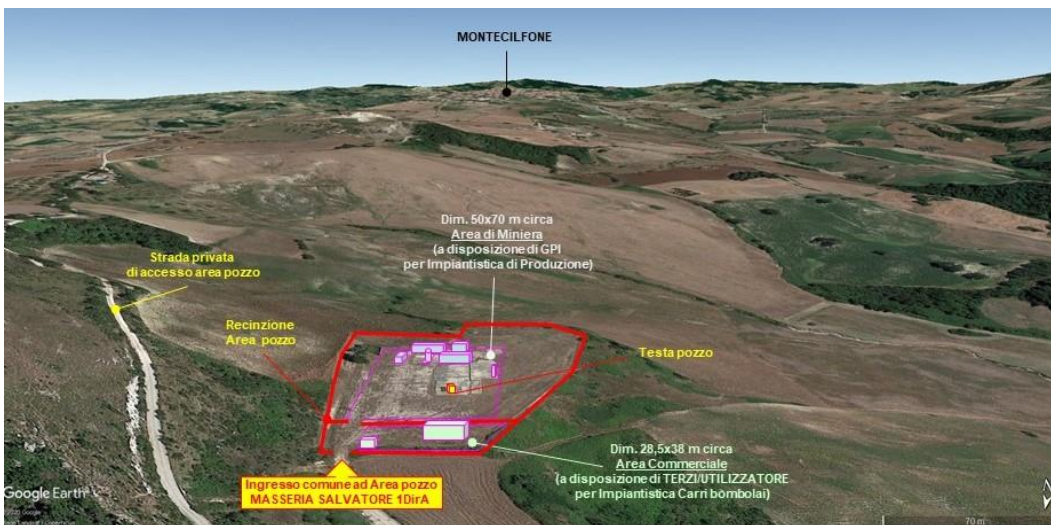 MONTECILFONE
Dim. 50x70 m circa
Area di Miniera
(a disposizione di GPI
per Impiantistica di Produzione)
Strada privata
di accesso area pozzo
Recinzione
Area pozzo
Testa pozzo
Dim. 28,5x38 m circa
Area Commerciale
(a disposizione di TERZI/UTILIZZATORE
per Impiantistica Carri bombolai)
Ingresso comune ad Area pozzo
MASSERIA SALVATORE 1DirA
Google Earth
N
70 m